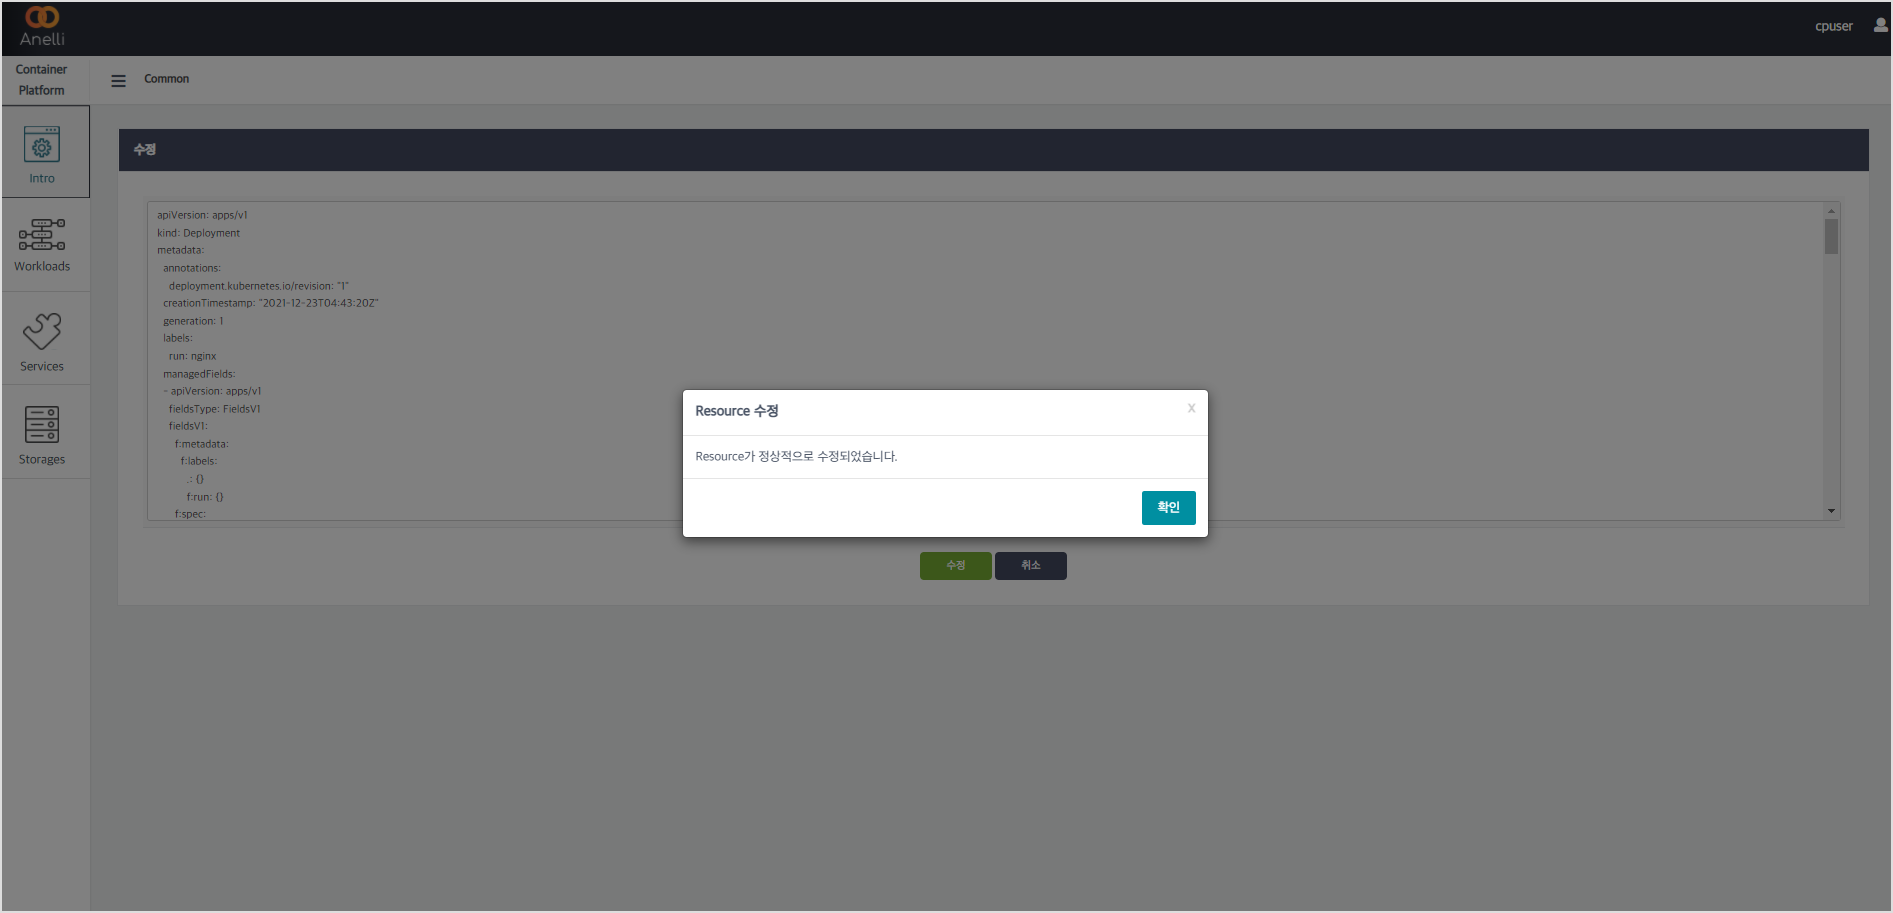 Anelli
cpuser
Container
Platform
Common
Intro
Workloads
Services
Storages
수정
apiVersion: apps/v1
kind: Deployment
metadata:
annotations:
deployment.kubernetes.io/revision: "1"
creationTimestamp: "2021-12-23T04:43:20Z"
generation: 1
labels:
run: nginx
managedFields:
- apiVersion: apps/v1
fieldsType: FieldsV1
fieldsV1:
f:metadata:
f:labels:
.: {}
f:run: {}
f:spec:
Resource 수정
x
Resource가 정상적으로 수정되었습니다.
확인
수정
취소